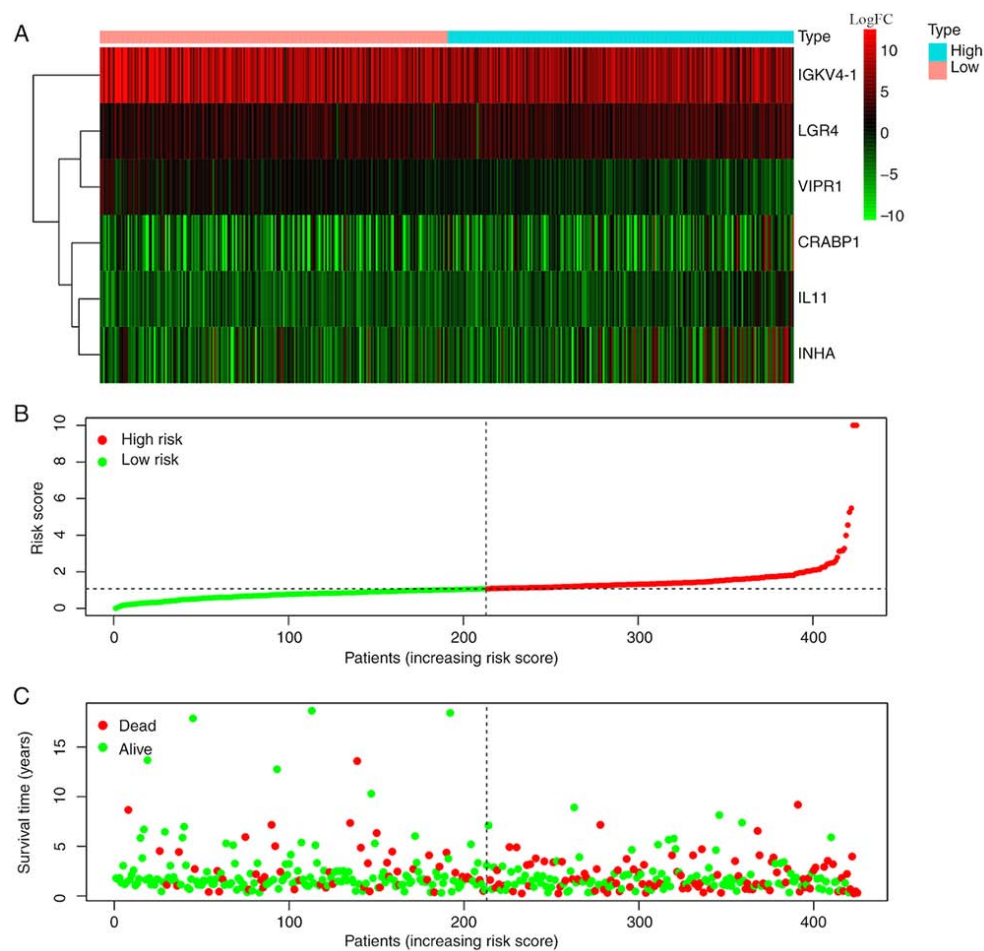 A
LogFC
Type
Type
High
Low
10
5
0
−5
−10
IGKV4-1
LGR4
VIPR1
CRABP1
IL11
INHA
B
High risk
Low risk
Risk score
10
8
6
4
2
0
0 100 200 300 400
Patients (increasing risk score)
C
Dead
Alive
Survival time (years)
15
10
5
0
0 100 200 300 400
Patients (increasing risk score)